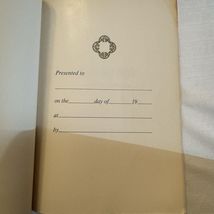 Presented to
on the day of 19
at
by